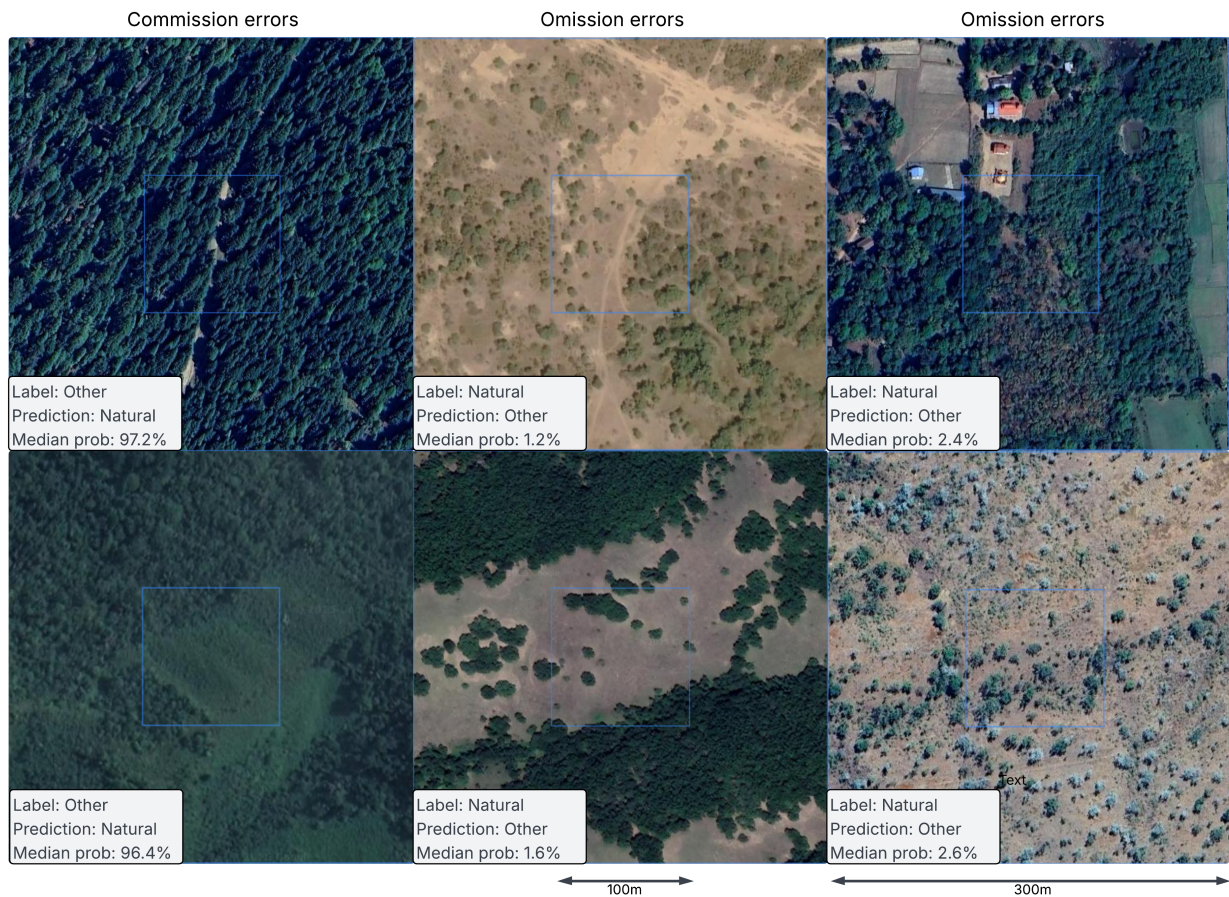 Commission errors
Omission errors
Omission errors
Label: Other
Prediction: Natural
Median prob: 97.2%
Label: Natural
Prediction: Other
Median prob: 1.2%
Label: Natural
Prediction: Other
Median prob: 2.4%
Text
Label: Other
Prediction: Natural
Median prob: 96.4%
Label: Natural
Prediction: Other
Median prob: 1.6%
Label: Natural
Prediction: Other
Median prob: 2.6%
100m
300m